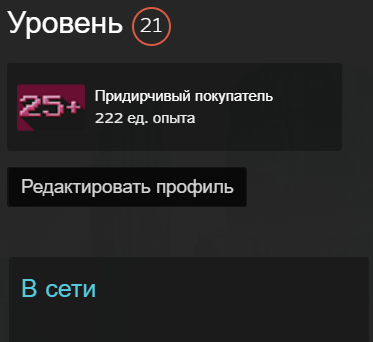 Уровень 21
25+
Придирчивый покупатель
222 ед. опыта
Редактировать профиль
В сети